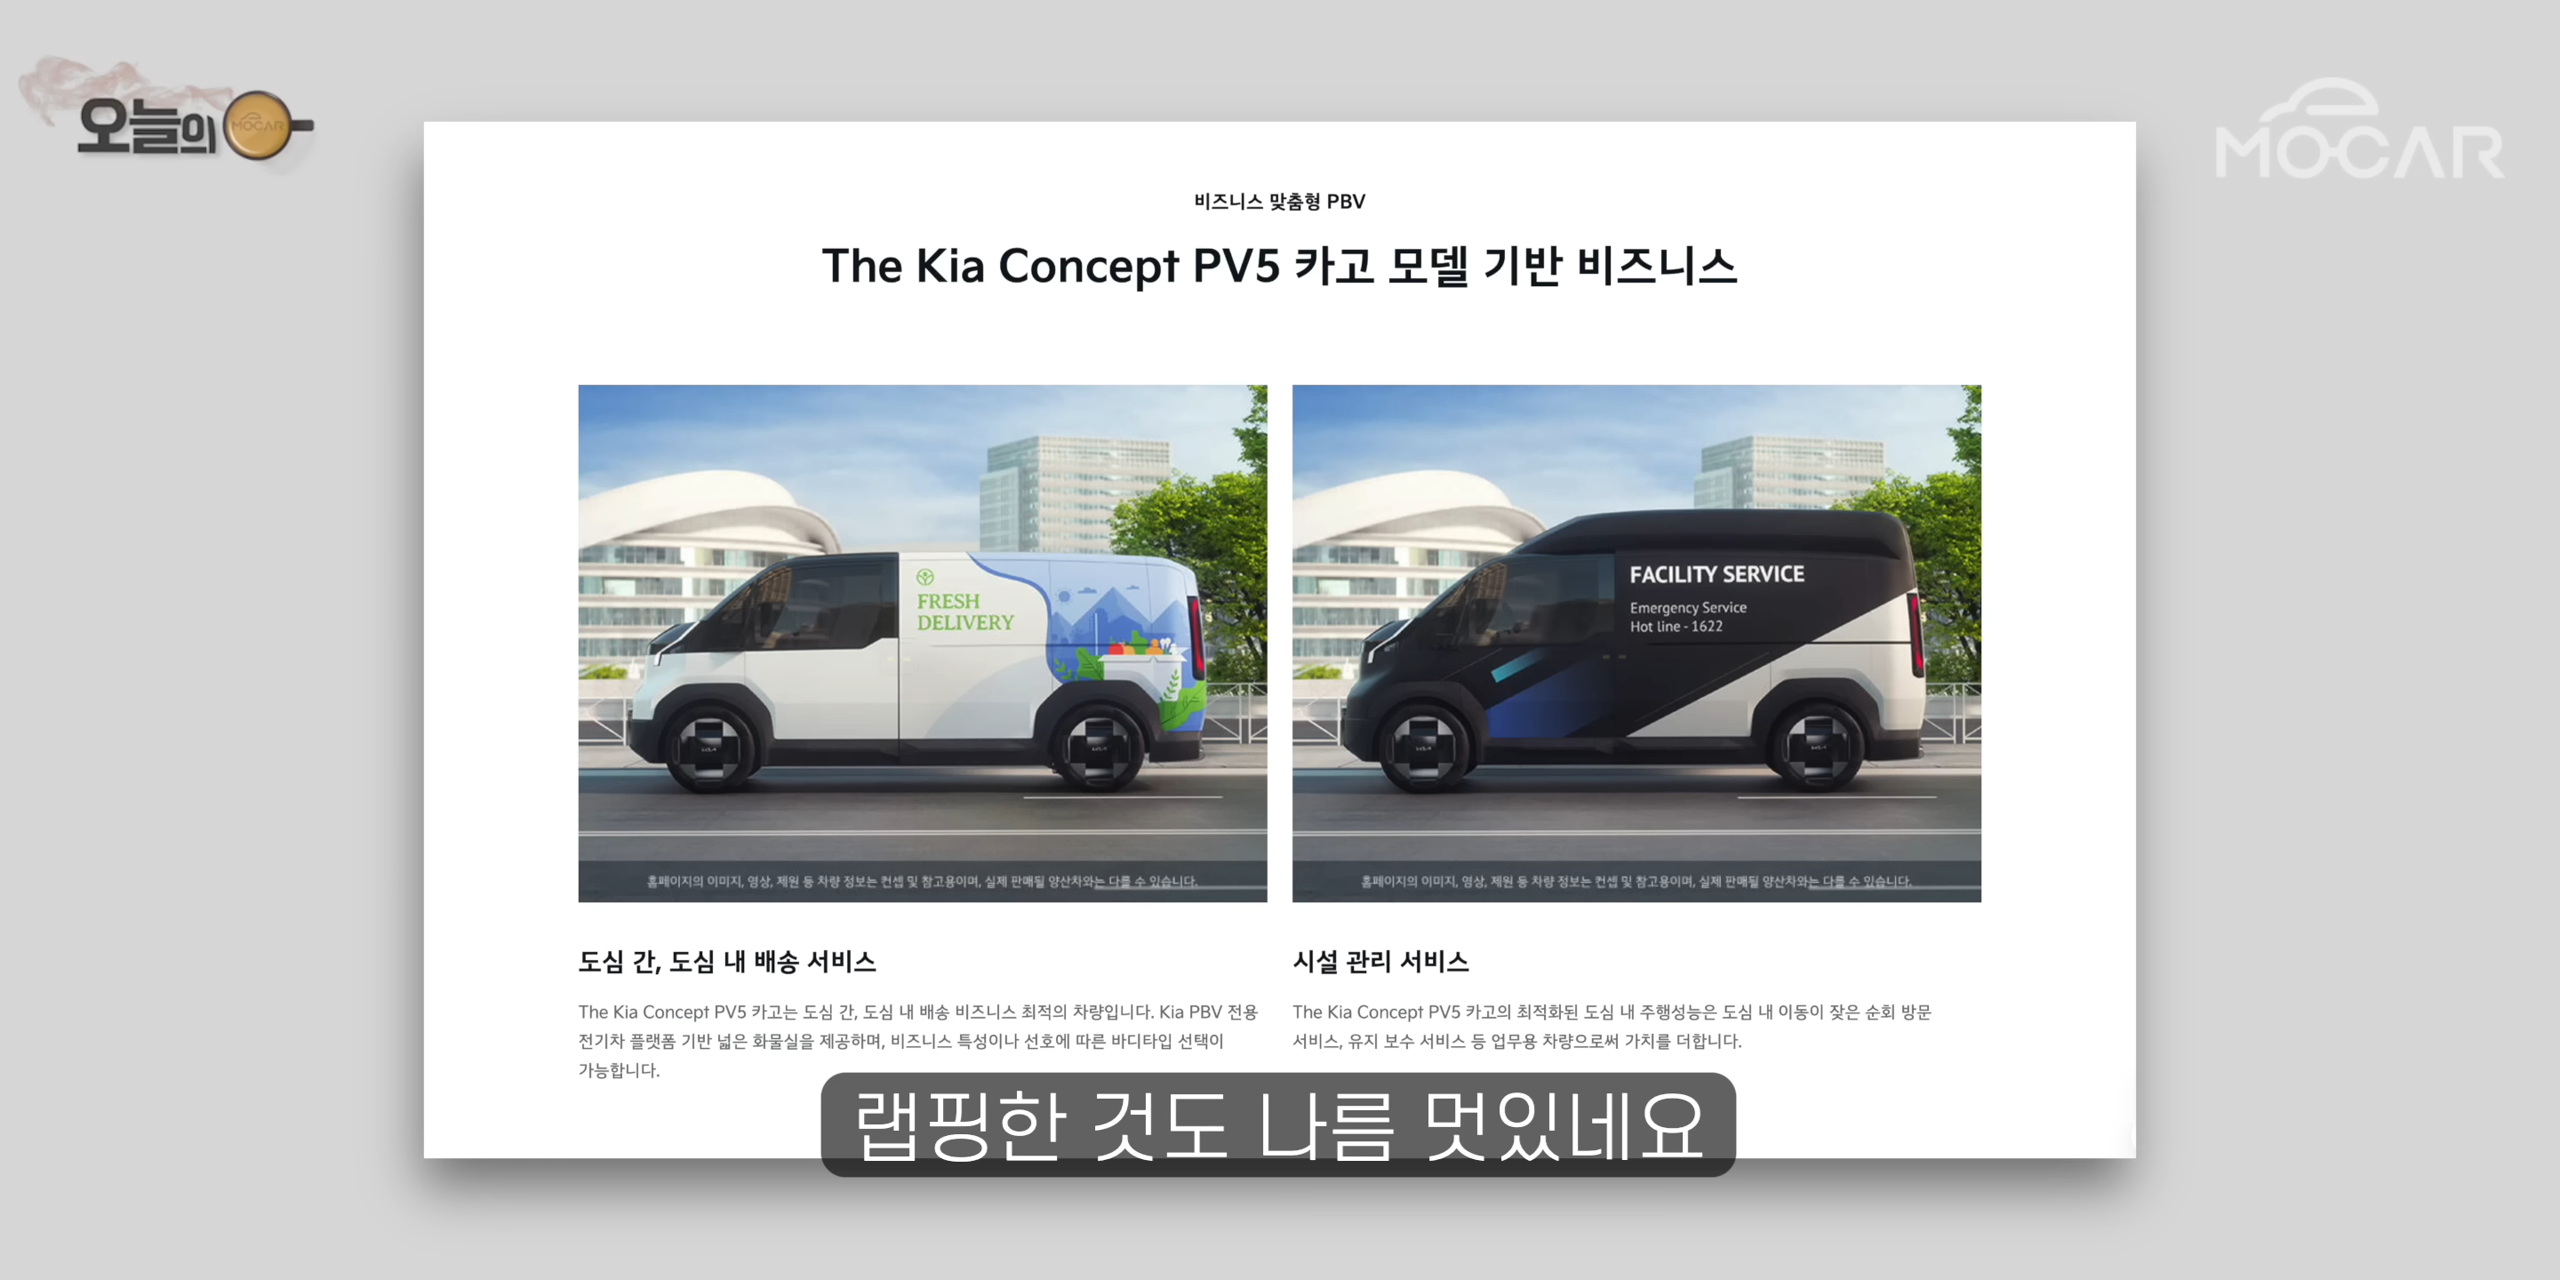 오늘의
MOCAR
MOCAR
비즈니스 맞춤형 PBV
The Kia Concept PV5 카고 모델 기반 비즈니스
FRESH
DELIVERY
홈페이지의 이미지, 영상, 제원 등 차량 정보는 컨셉 및 참고용이며, 실제 판매될 양산차와는 다를 수 있습니다.
FACILITY SERVICE
Emergency Service
Hot line - 1622
홈페이지의 이미지, 영상, 제원 등 차량 정보는 컨셉 및 참고용이며, 실제 판매될 양산차와는 다를 수 있습니다.
도심 간, 도심 내 배송 서비스
The Kia Concept PV5 카고는 도심 간, 도심 내 배송 비즈니스 최적의 차량입니다. Kia PBV 전용
전기차 플랫폼 기반 넓은 화물실을 제공하며, 비즈니스 특성이나 선호에 따른 바디타입 선택이
가능합니다.
시설 관리 서비스
The Kia Concept PV5 카고의 최적화된 도심 내 주행성능은 도심 내 이동이 잦은 순회 방문
서비스, 유지 보수 서비스 등 업무용 차량으로써 가치를 더합니다.
랩핑한 것도 나름 멋있네요